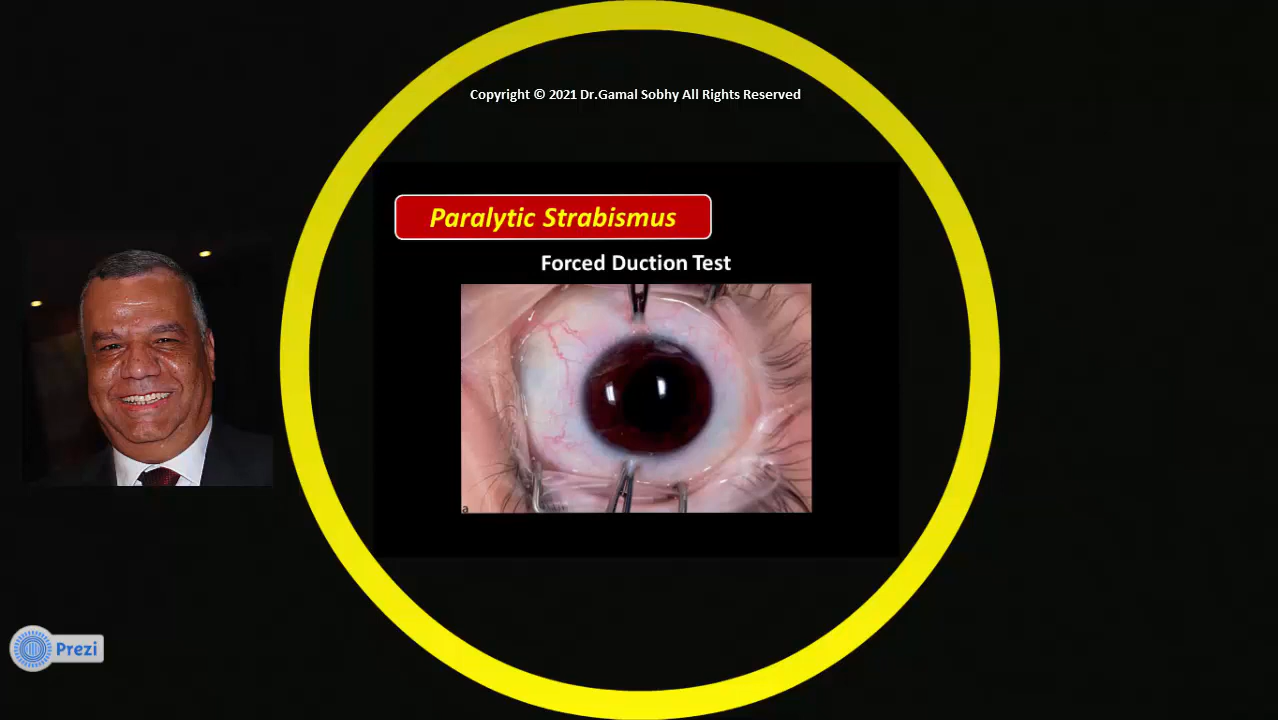 Copyright © 2021 Dr.Gamal Sobhy All Rights Reserved
Paralytic Strabismus
Forced Duction Test
a
Prezi